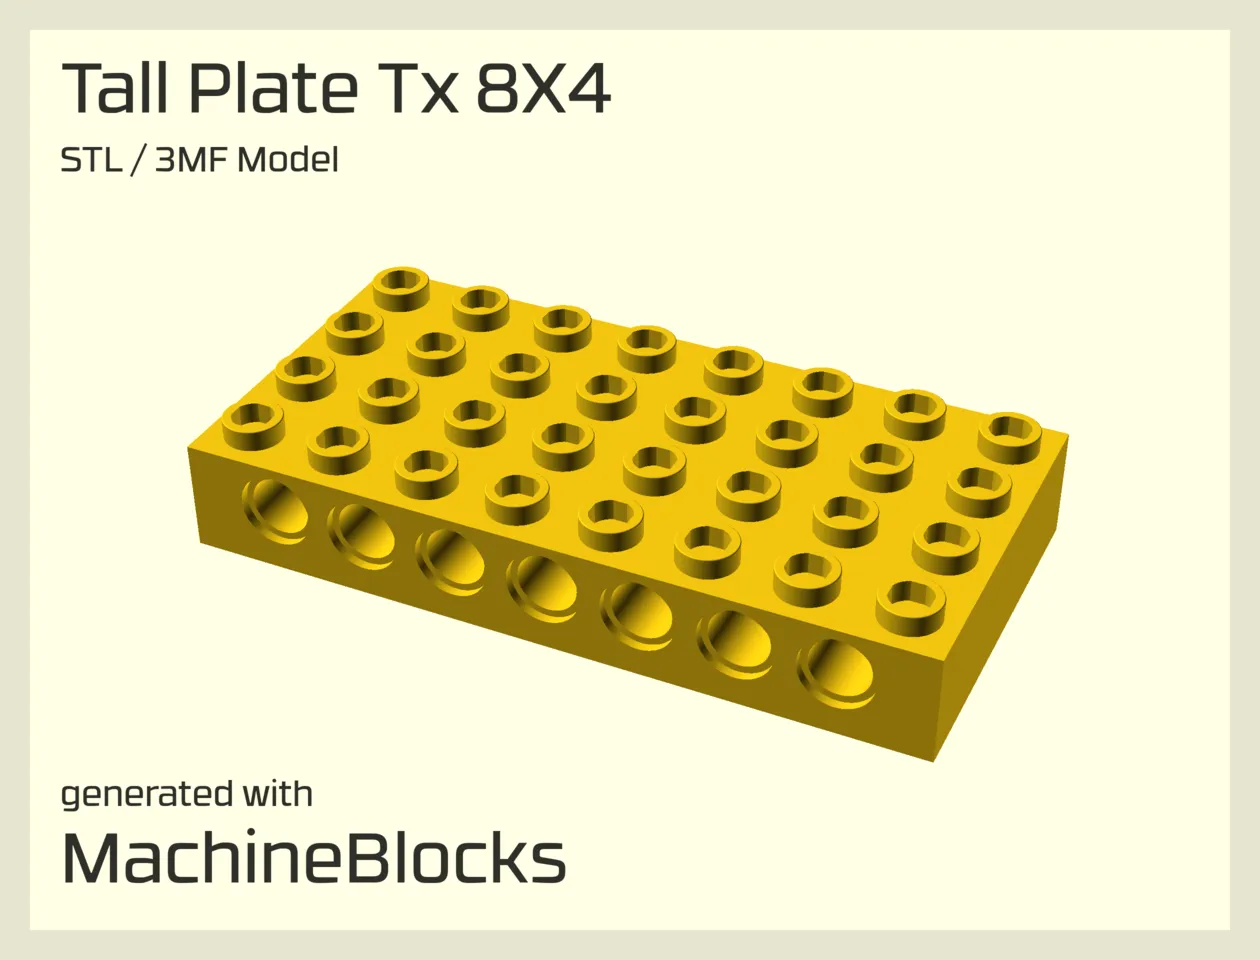 Tall Plate Tx 8X4
STL / 3MF Model
generated with
MachineBlocks